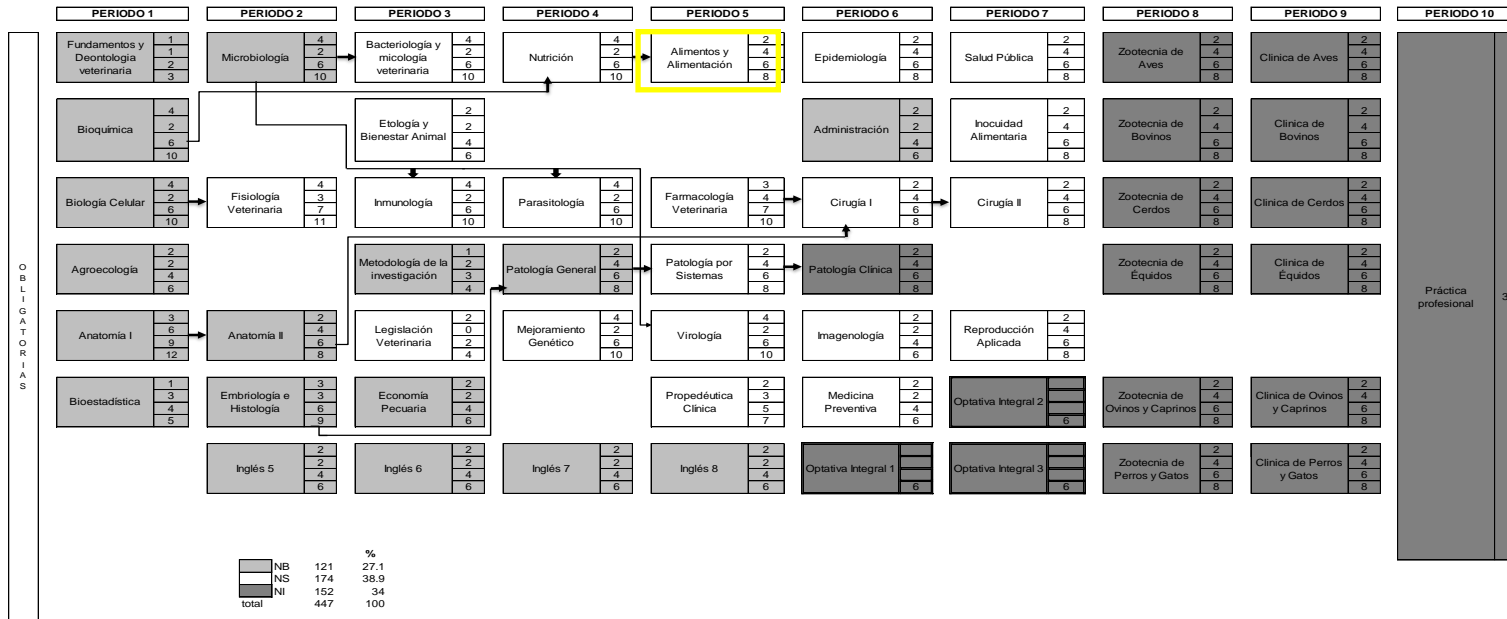 PERIODO 1 PERIODO 2 PERIODO 3 PERIODO 4 PERIODO 5 PERIODO 6 PERIODO 7 PERIODO 8 PERIODO 9 PERIODO 10
OBLIGATORIAS
Fundamentos y
Deontologia
veterinaria
1
1
2
3
Microbiología
4
2
6
10
Bacteriología y
micología
veterinaria
4
2
6
10
Nutrición
4
2
6
10
Alimentos y
Alimentación
2
4
6
8
Epidemiología
2
4
6
8
Salud Pública
2
4
6
8
Zootecnia de
Aves
2
4
6
8
Clinica de Aves
2
4
6
8
Práctica
profesional
3
Bioquímica
4
2
6
10
Etología y
Bienestar Animal
2
2
4
6
Administración
2
2
4
6
Inocuidad
Alimentaria
2
4
6
8
Zootecnia de
Bovinos
2
4
6
8
Clinica de
Bovinos
2
4
6
8
Biología Celular
4
2
6
10
Fisiología
Veterinaria
4
3
7
11
Inmunología
4
2
6
10
Parasitología
4
2
6
10
Farmacología
Veterinaria
3
4
7
10
Cirugía I
2
4
6
8
Cirugía II
2
4
6
8
Zootecnia de
Cerdos
2
4
6
8
Clinica de Cerdos
2
4
6
8
Agroecología
2
2
4
6
Metodología de la
investigación
1
2
3
4
Patología General
2
4
6
8
Patología por
Sistemas
2
4
6
8
Patología Clínica
2
4
6
8
Zootecnia de
Équidos
2
4
6
8
Clinica de
Équidos
2
4
6
8
Anatomía I
3
6
9
12
Anatomía II
2
4
6
8
Legislación
Veterinaria
2
0
2
4
Mejoramiento
Genético
4
2
6
10
Virología
4
2
6
10
Imagenología
2
2
4
6
Reproducción
Aplicada
2
4
6
8
Bioestadística
1
3
4
5
Embriología e
Histología
3
3
6
9
Economía
Pecuaria
2
2
4
6
Propedéutica
Clínica
2
3
5
7
Medicina
Preventiva
2
2
4
6
Optativa Integral 2
6
Zootecnia de
Ovinos y Caprinos
2
4
6
8
Clinica de Ovinos
y Caprinos
2
4
6
8
Inglés 5
2
2
4
6
Inglés 6
2
2
4
6
Inglés 7
2
2
4
6
Inglés 8
2
2
4
6
Optativa Integral 1
6
Optativa Integral 3
6
Zootecnia de
Perros y Gatos
2
4
6
8
Clinica de Perros
y Gatos
2
4
6
8
%
NB 121 27.1
NS 174 38.9
NI 152 34
total 447 100